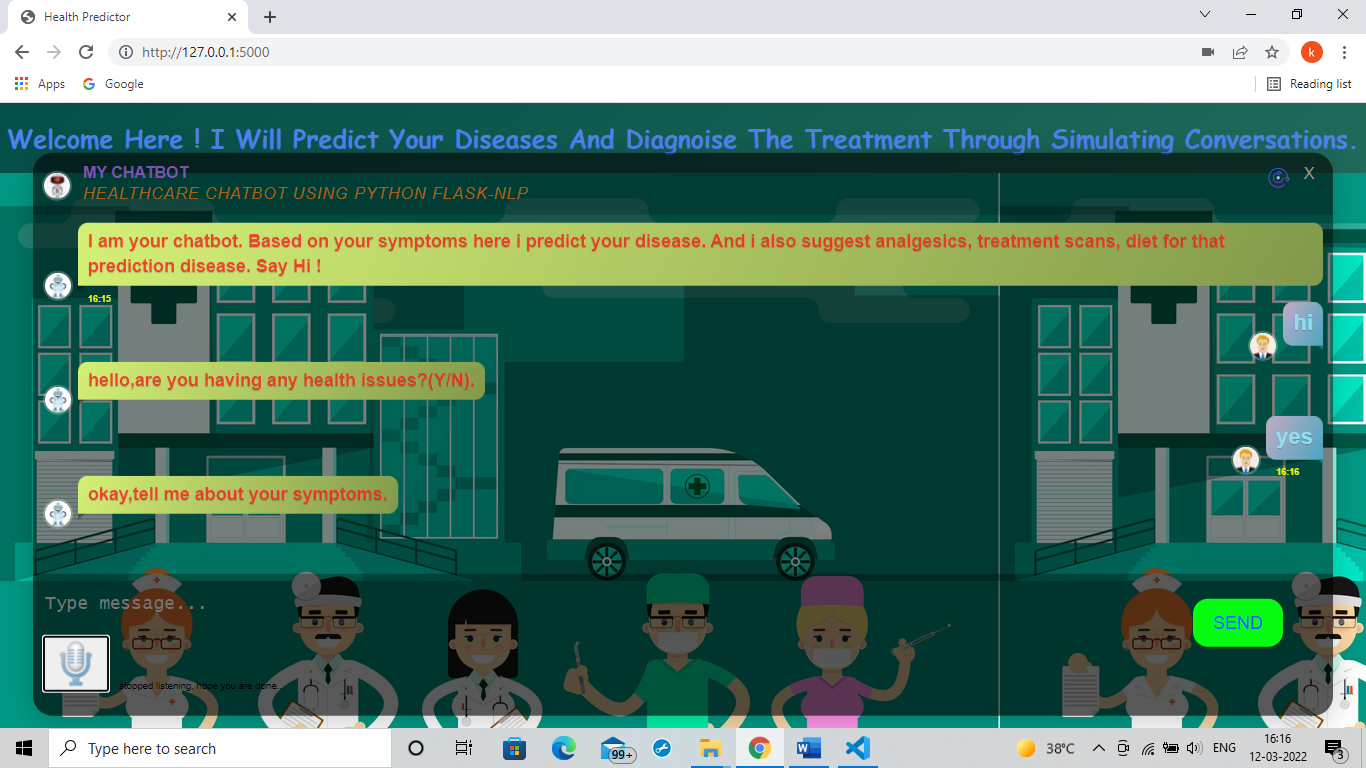 Health Predictor
http://127.0.0.1:5000
k
Apps
Google
Reading list
Welcome Here ! I Will Predict Your Diseases And Diagnoise The Treatment Through Simulating Conversations.
MY CHATBOT
HEALTHCARE CHATBOT USING PYTHON FLASK-NLP
X
I am your chatbot. Based on your symptoms here i predict your disease. And i also suggest analgesics, treatment scans, diet for that
prediction disease. Say Hi !
16:15
hi
hello,are you having any health issues?(Y/N).
yes
16:16
okay,tell me about your symptoms.
Type message...
SEND
stopped listening, hope you are done...
Type here to search
99+
38°C
ENG
16:16
12-03-2022
3